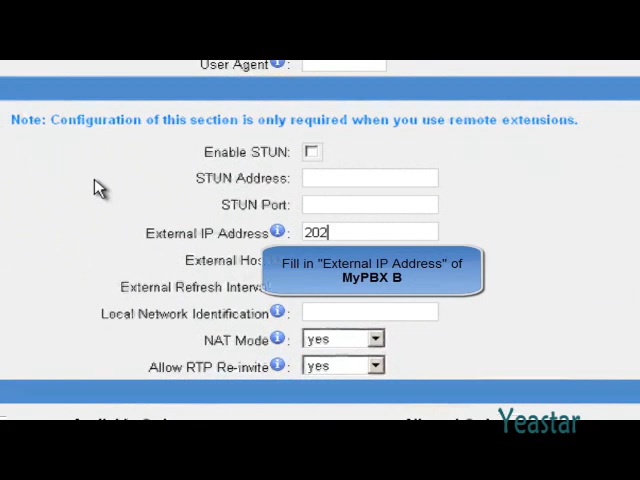 User Agent :
Note: Configuration of this section is only required when you use remote extensions.
Enable STUN:
STUN Address:
STUN Port:
External IP Address : 202
External Ho
Fill in "External IP Address" of
MyPBX B
External Refresh Interva
Local Network Identification :
NAT Mode : yes
Allow RTP Re-invite : yes
Yeastar